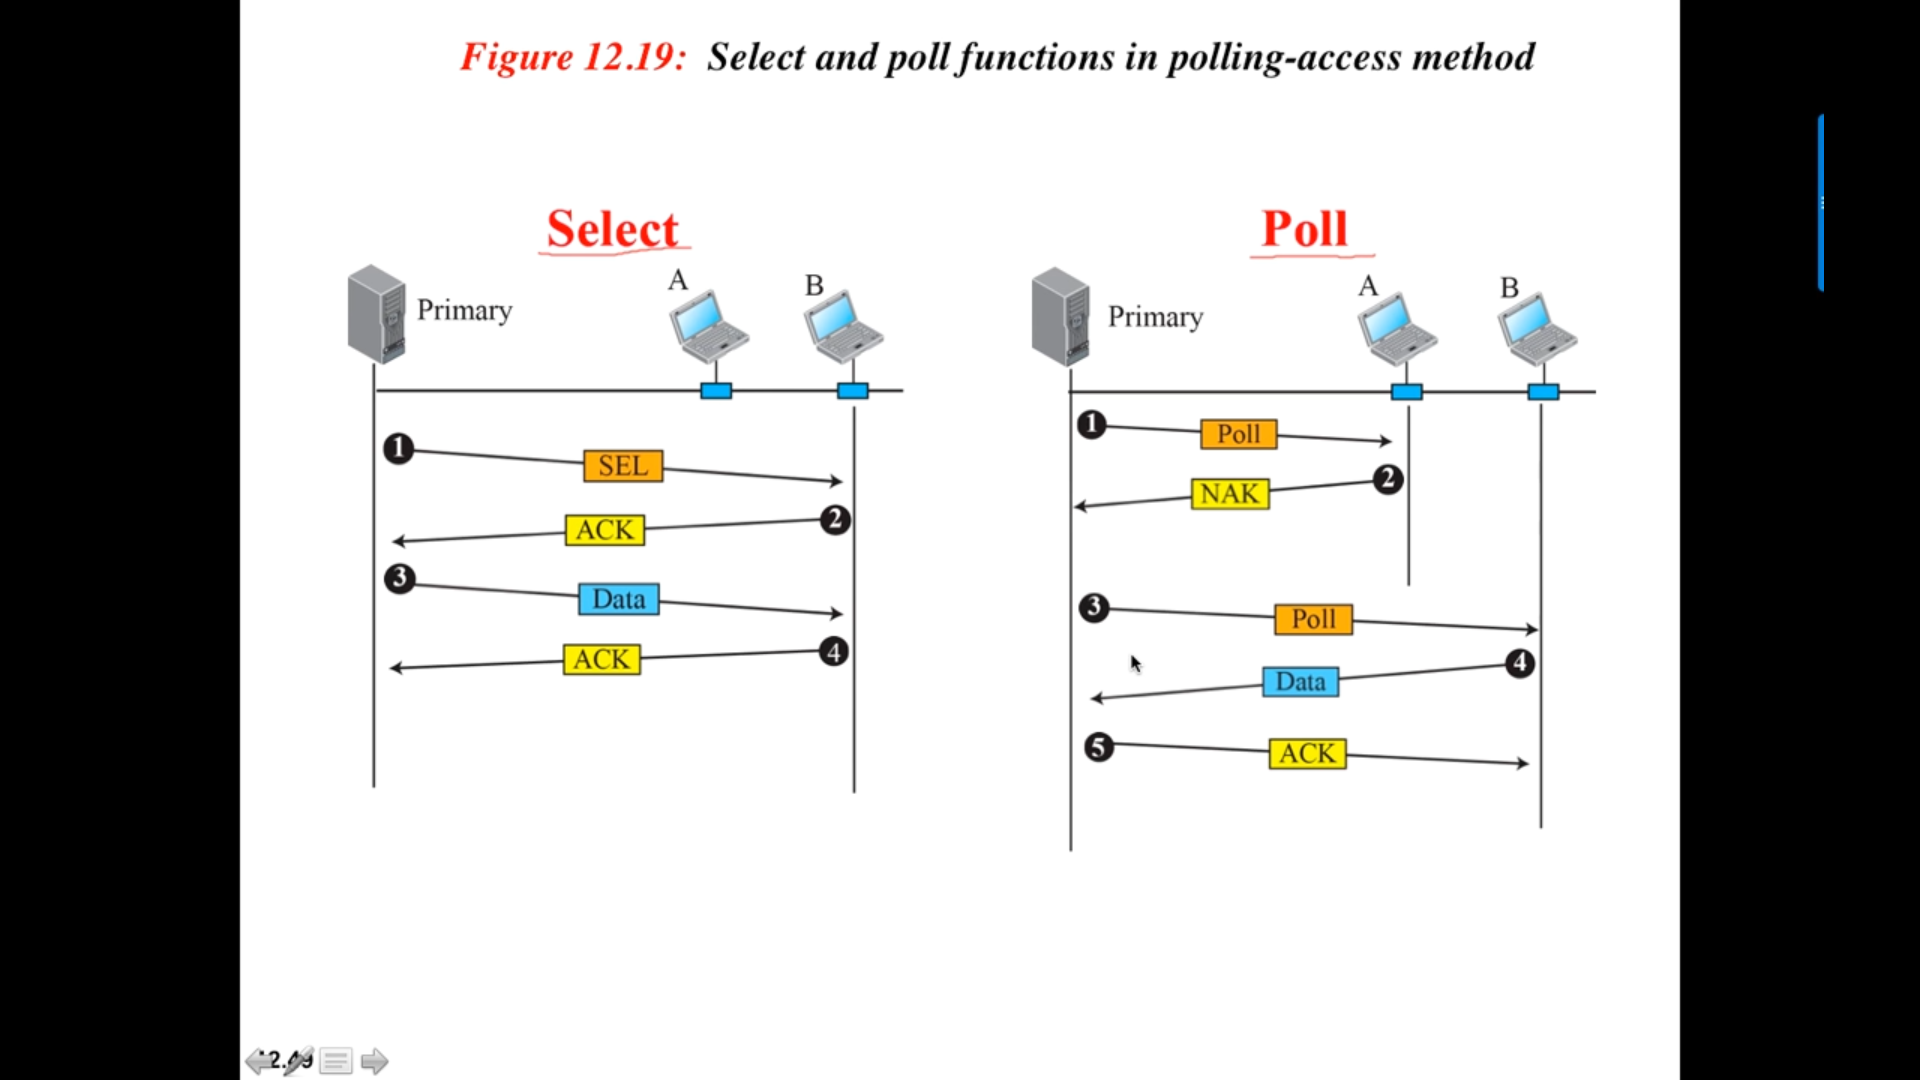 Figure 12.19: Select and poll functions in polling-access method
Select
A
B
Primary
1
SEL
2
ACK
3
Data
4
ACK
Poll
A
B
Primary
1
Poll
2
NAK
3
Poll
4
Data
5
ACK